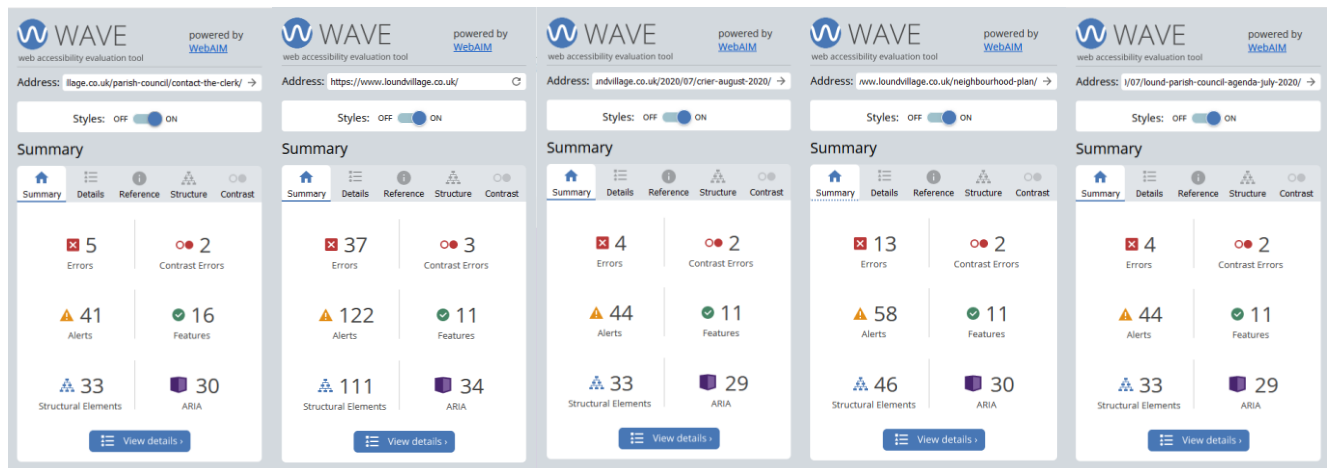 WAVE
powered by
WebAIM
web accessibility evaluation tool
Address: llage.co.uk/parish-council/contact-the-clerk/ →
Styles: OFF ON
Summary
Summary Details Reference Structure Contrast
5 2
Errors Contrast Errors
41 16
Alerts Features
33 30
Structural Elements ARIA
View details ›
WAVE
powered by
WebAIM
web accessibility evaluation tool
Address: https://www.loundvillage.co.uk/
Styles: OFF ON
Summary
Summary Details Reference Structure Contrast
37 3
Errors Contrast Errors
122 11
Alerts Features
111 34
Structural Elements ARIA
View details ›
WAVE
powered by
WebAIM
web accessibility evaluation tool
Address: undvillage.co.uk/2020/07/crier-august-2020/ →
Styles: OFF ON
Summary
Summary Details Reference Structure Contrast
4 2
Errors Contrast Errors
44 11
Alerts Features
33 29
Structural Elements ARIA
View details ›
WAVE
powered by
WebAIM
web accessibility evaluation tool
Address: www.loundvillage.co.uk/neighbourhood-plan/ →
Styles: OFF ON
Summary
Summary Details Reference Structure Contrast
13 2
Errors Contrast Errors
58 11
Alerts Features
46 30
Structural Elements ARIA
View details ›
WAVE
powered by
WebAIM
web accessibility evaluation tool
Address: )/07/lound-parish-council-agenda-july-2020/ →
Styles: OFF ON
Summary
Summary Details Reference Structure Contrast
4 2
Errors Contrast Errors
44 11
Alerts Features
33 29
Structural Elements ARIA
View details ›